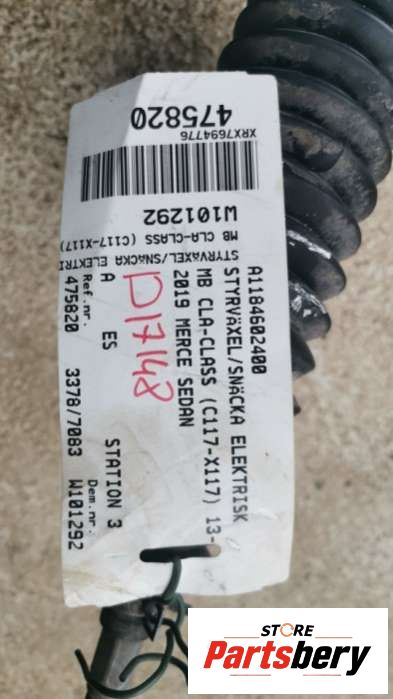 A1184602400
STYRVÄXEL/SNÄCKA ELEKTRISK
MB CLA-CLASS (C117-X117) 13-
2019 MERCE SEDAN
A ES STATION 3
Ref.nr. Dem.nr.
475820 3378/7083 W101292
STYRVÄXEL/SNÄCKA ELEKTRI
MB CLA-CLASS (C117-X117)
W101292
XRX7694776
475820
D17148
STORE
Partsbery